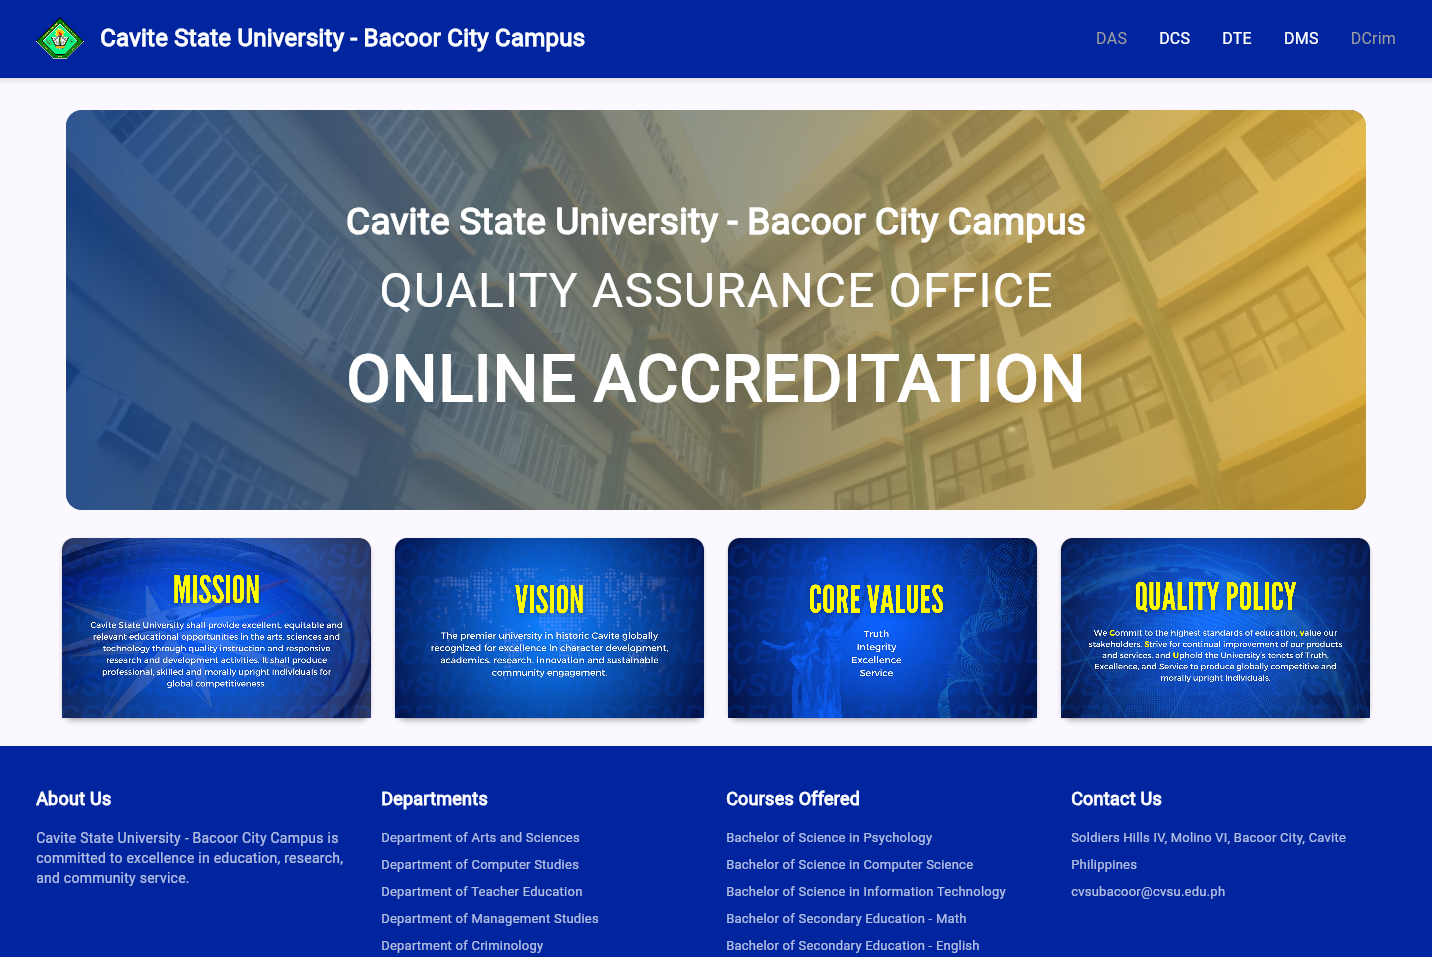 Cavite State University - Bacoor City Campus
DAS
DCS
DTE
DMS
DCrim
Cavite State University - Bacoor City Campus
QUALITY ASSURANCE OFFICE
ONLINE ACCREDITATION
MISSION
Cavite State University shall provide excellent, equitable and
relevant educational opportunities in the arts, sciences and
technology through quality instruction and responsive
research and development activities. It shall produce
professional, skilled and morally upright individuals for
global competitiveness.
VISION
The premier university in historic Cavite globally
recognized for excellence in character development,
academics, research, innovation and sustainable
community engagement.
CORE VALUES
Truth
Integrity
Excellence
Service
QUALITY POLICY
We Commit to the highest standards of education, value our
stakeholders, Strive for continual improvement of our products
and services, and Uphold the University's tenets of Truth,
Excellence, and Service to produce globally competitive and
morally upright individuals.
About Us
Cavite State University - Bacoor City Campus is
committed to excellence in education, research,
and community service.
Departments
Department of Arts and Sciences
Department of Computer Studies
Department of Teacher Education
Department of Management Studies
Department of Criminology
Courses Offered
Bachelor of Science in Psychology
Bachelor of Science in Computer Science
Bachelor of Science in Information Technology
Bachelor of Secondary Education - Math
Bachelor of Secondary Education - English
Contact Us
Soldiers Hills IV, Molino VI, Bacoor City, Cavite
Philippines
cvsubacoor@cvsu.edu.ph